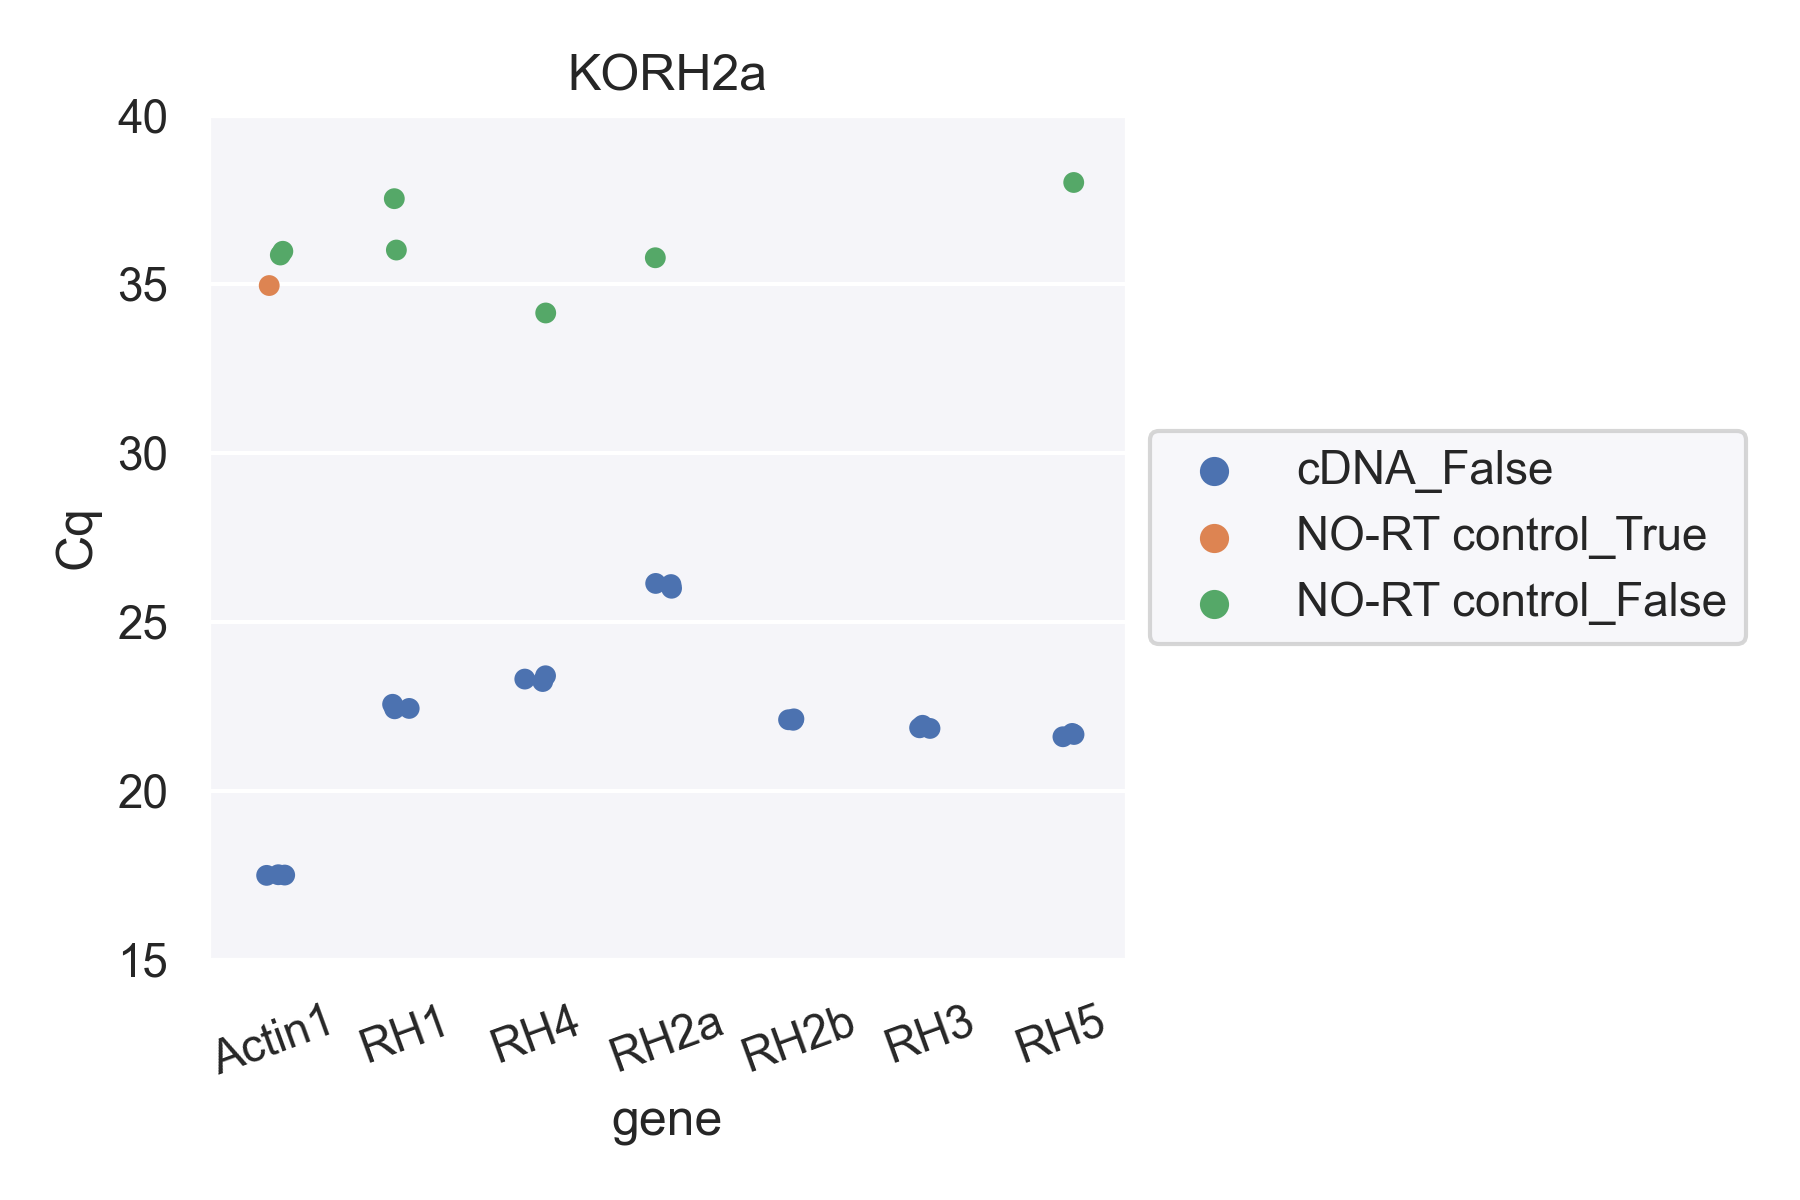 KORH2a
40
35
30
25
20
15
Cq
Actin1 RH1 RH4 RH2a RH2b RH3 RH5
gene
cDNA_False
NO-RT control_True
NO-RT control_False